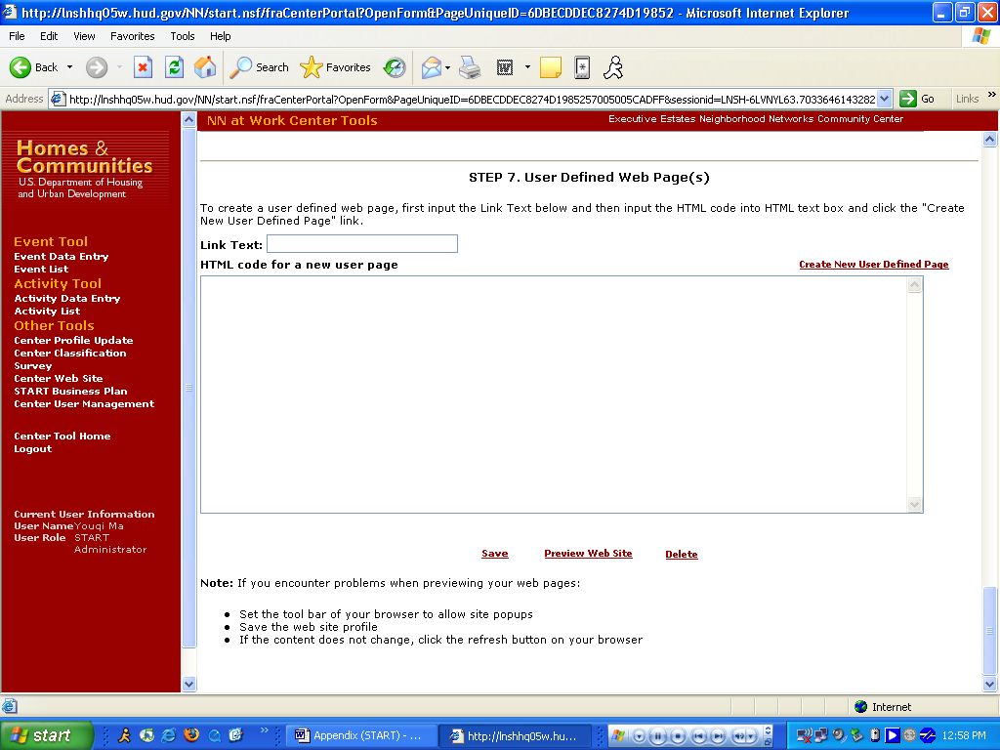 http://lnshhq05w.hud.gov/NN/start.nsf/fraCenterPortal?OpenForm&PageUniqueID=6DBECDDEC8274D19852 - Microsoft Internet Explorer
File Edit View Favorites Tools Help
Back Search Favorites
Address http://lnshhq05w.hud.gov/NN/start.nsf/fraCenterPortal?OpenForm&PageUniqueID=6DBECDDEC8274D1985257005005CADFF&sessionid=LNSH-6LVNYL63.7033646143282 Go Links »
NN at Work Center Tools Executive Estates Neighborhood Networks Community Center
Homes &
Communities
U.S. Department of Housing
and Urban Development
Event Tool
Event Data Entry
Event List
Activity Tool
Activity Data Entry
Activity List
Other Tools
Center Profile Update
Center Classification
Survey
Center Web Site
START Business Plan
Center User Management
Center Tool Home
Logout
Current User Information
User Name Youqi Ma
User Role START
Administrator
STEP 7. User Defined Web Page(s)
To create a user defined web page, first input the Link Text below and then input the HTML code into HTML text box and click the "Create
New User Defined Page" link.
Link Text:
HTML code for a new user page Create New User Defined Page
Save Preview Web Site Delete
Note: If you encounter problems when previewing your web pages:
• Set the tool bar of your browser to allow site popups
• Save the web site profile
• If the content does not change, click the refresh button on your browser
Internet
start » Appendix (START) - ... http://lnshhq05w.hu... 12:58 PM